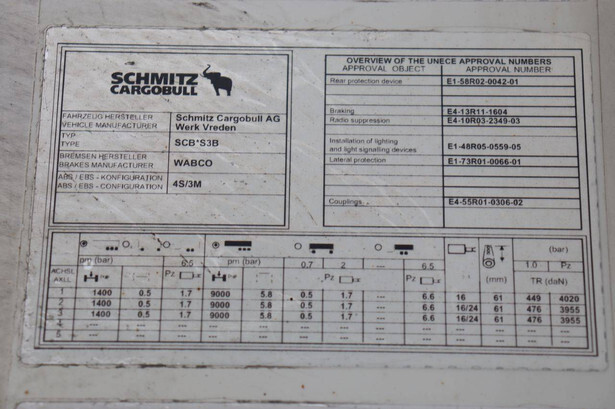 SCHMITZ
CARGOBULL
FAHRZEUG HERSTELLER
VEHICLE MANUFACTURER
Schmitz Cargobull AG
Werk Vreden
TYP
TYPE
SCB*S3B
BREMSEN HERSTELLER
BRAKES MANUFACTURER
WABCO
ABS / EBS - KONFIGURATION
ABS / EBS - CONFIGURATION
4S/3M
OVERVIEW OF THE UNECE APPROVAL NUMBERS
APPROVAL OBJECT APPROVAL NUMBER
Rear protection device E1-58R02-0042-01
Braking E4-13R11-1604
Radio suppression E4-10R03-2349-03
Installation of lighting
and light signalling devices E1-48R05-0559-05
Lateral protection E1-73R01-0066-01
Couplings E4-55R01-0306-02
(bar)
pm (bar) 6.5 pm (bar) 0.7 2 --- 6.5 (mm) 1.0 Pz
ACHSE
AXLE
Pz Pz TR (daN)
1 1400 0.5 1.7 9000 5.8 0.5 1.7 --- 6.6 16 61 449 4020
2 1400 0.5 1.7 9000 5.8 0.5 1.7 --- 6.6 16/24 61 476 3955
3 1400 0.5 1.7 9000 5.8 0.5 1.7 --- 6.6 16/24 61 476 3955
4 --- --- --- --- --- --- --- --- --- --- --- --- ---
5 --- --- --- --- --- --- --- --- --- --- --- --- ---